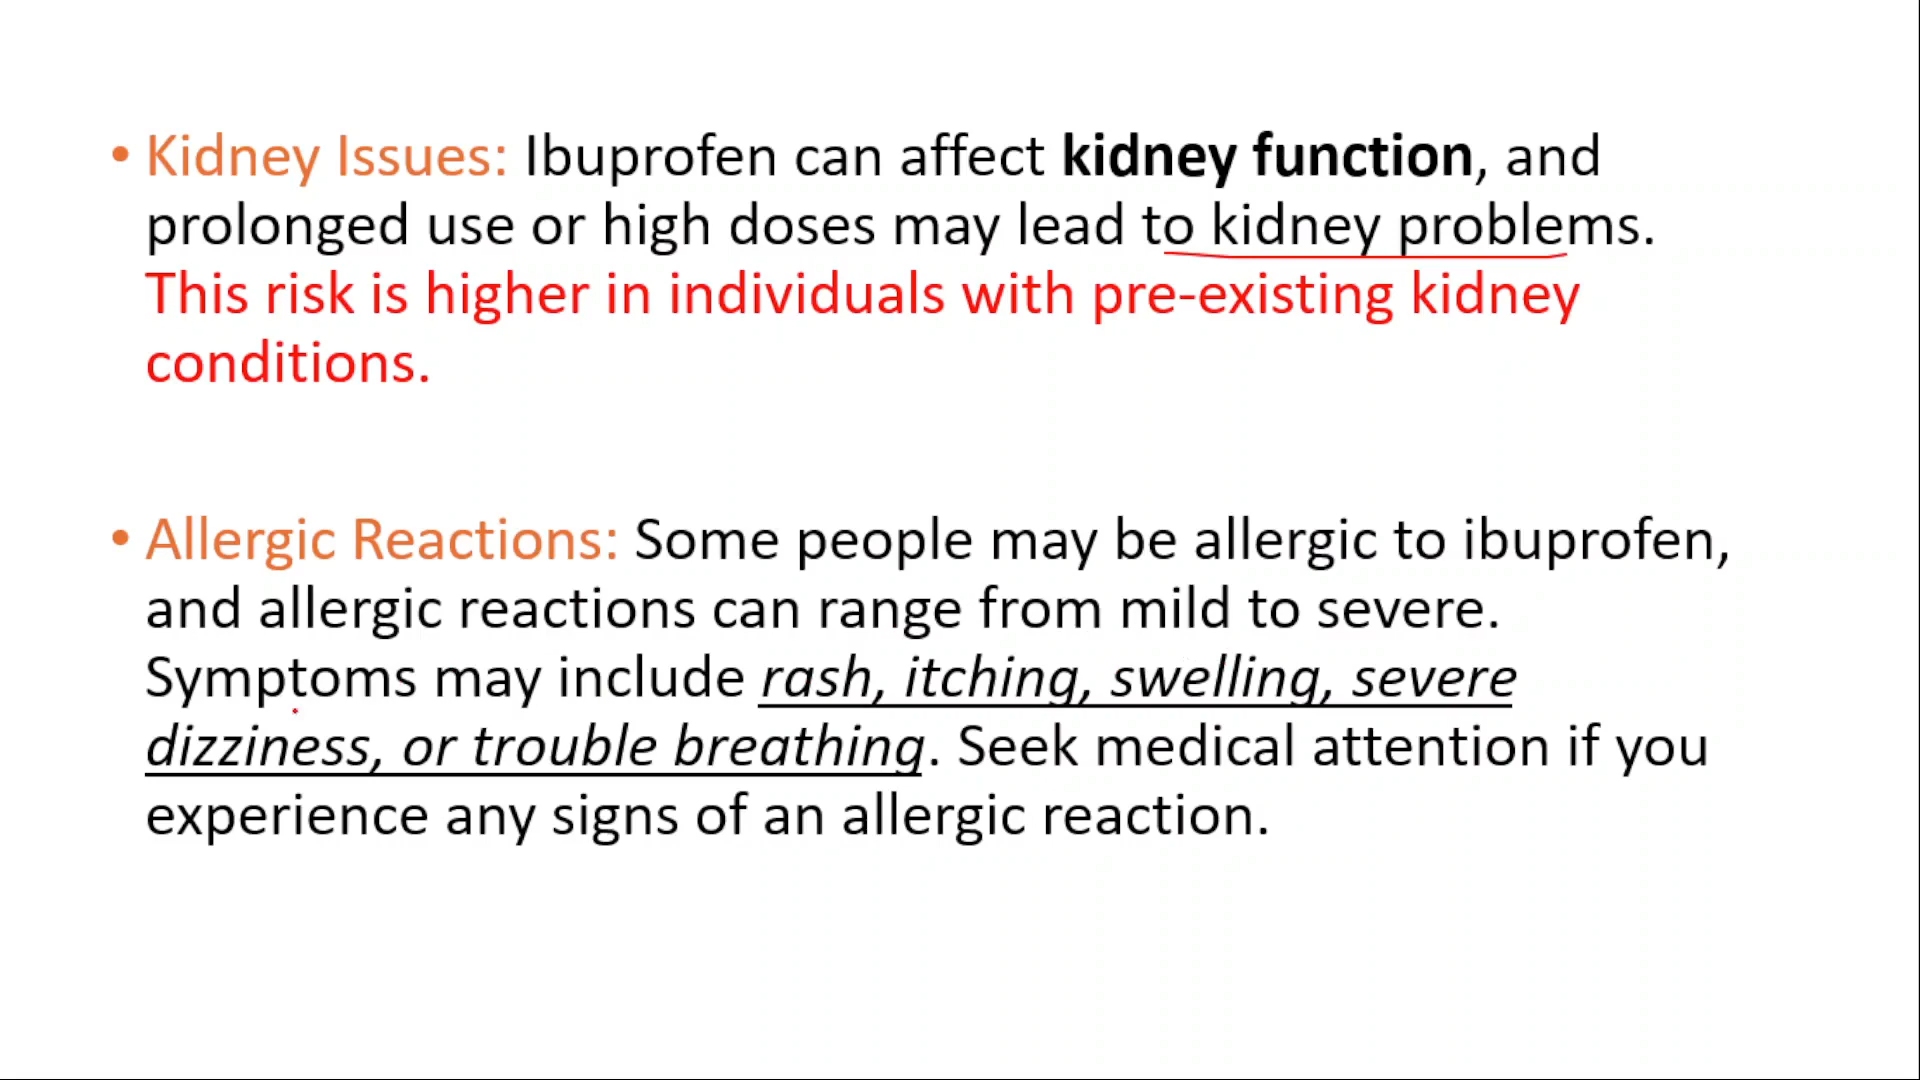 • Kidney Issues: Ibuprofen can affect kidney function, and
prolonged use or high doses may lead to kidney problems.
This risk is higher in individuals with pre-existing kidney
conditions.
• Allergic Reactions: Some people may be allergic to ibuprofen,
and allergic reactions can range from mild to severe.
Symptoms may include rash, itching, swelling, severe
dizziness, or trouble breathing. Seek medical attention if you
experience any signs of an allergic reaction.